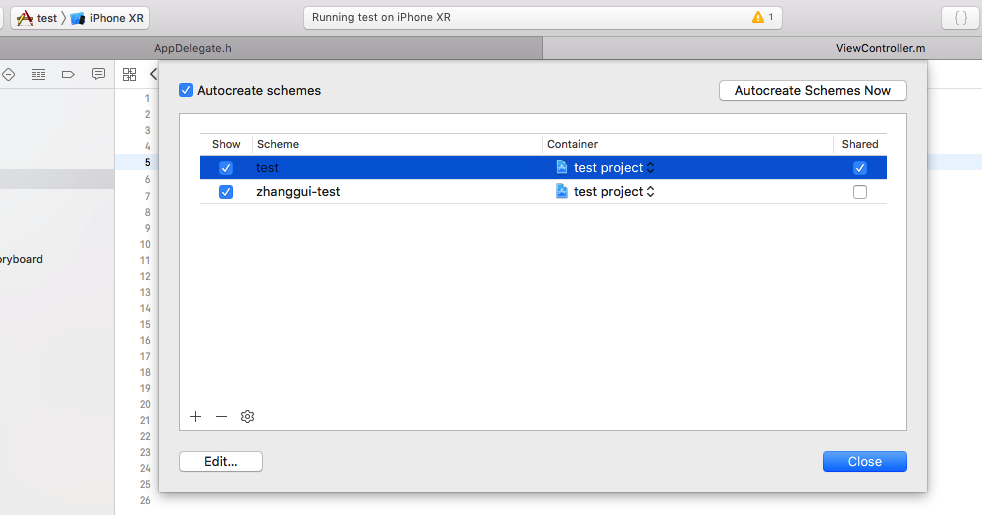 test iPhone XR
Running test on iPhone XR
1
AppDelegate.h
ViewController.m
Autocreate schemes
Autocreate Schemes Now
Show Scheme Container Shared
test test project
zhanggui-test test project
oryboard
1
2
3
4
5
6
7
8
9
10
11
12
13
14
15
16
17
18
19
20
21
22
23
24
25
26
Edit...
Close